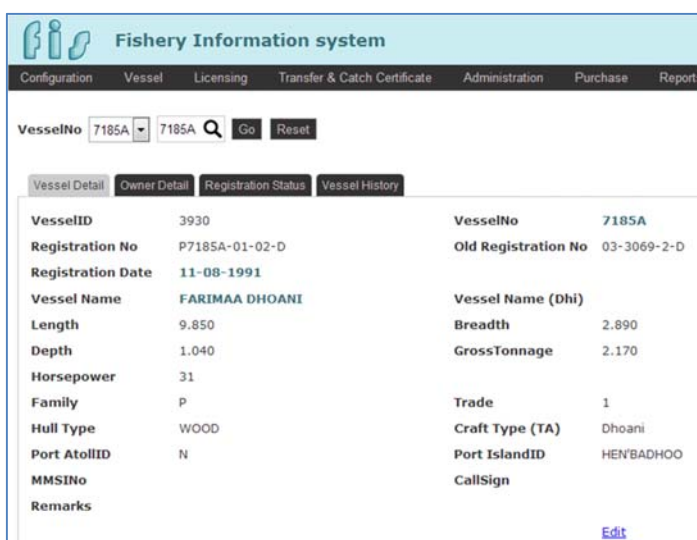 fis Fishery Information system
Configuration Vessel Licensing Transfer & Catch Certificate Administration Purchase Report
VesselNo 7185A 7185A Go Reset
Vessel Detail Owner Detail Registration Status Vessel History
VesselID 3930 VesselNo 7185A
Registration No P7185A-01-02-D Old Registration No 03-3069-2-D
Registration Date 11-08-1991
Vessel Name FARIMAA DHOANI Vessel Name (Dhi)
Length 9.850 Breadth 2.890
Depth 1.040 GrossTonnage 2.170
Horsepower 31
Family P Trade 1
Hull Type WOOD Craft Type (TA) Dhoani
Port AtollID N Port IslandID HEN'BADHOO
MMSINo CallSign
Remarks
Edit